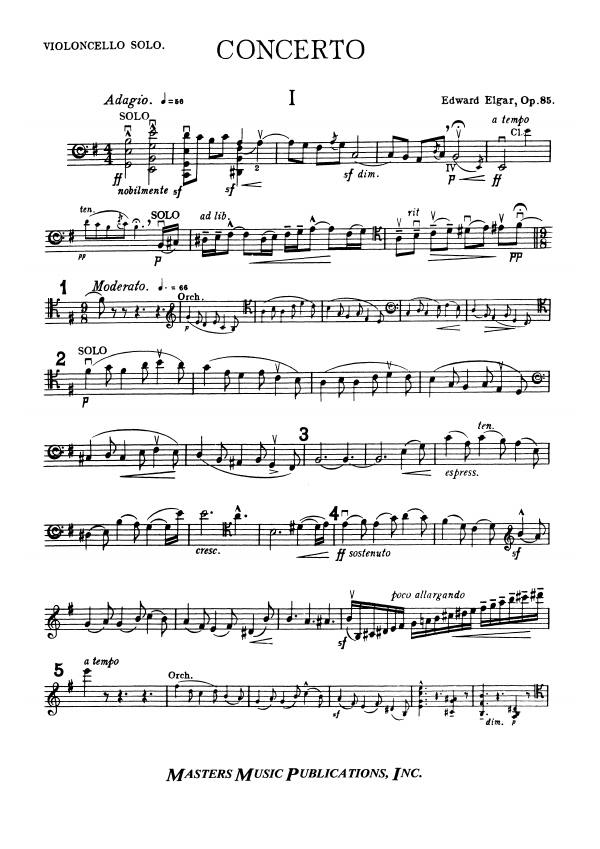 VIOLONCELLO SOLO.
CONCERTO
I
Adagio. ♩=56
Edward Elgar, Op.85.
SOLO
a tempo
Cl.
2
IV
ff
nobilmente sf
sf
sf dim.
p
ff
ten.
SOLO
ad lib.
rit
pp
p
pp
1
Moderato. ♩.=66
Orch.
p
2
SOLO
p
3
ten.
espress.
4
cresc.
ff sostenuto
sf
poco allargando
sf
5
a tempo
Orch.
sf
dim.
p
MASTERS MUSIC PUBLICATIONS, INC.